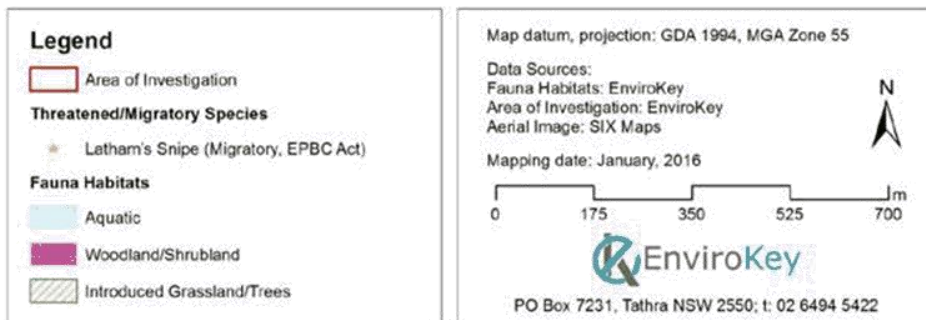 Legend
Area of Investigation
Threatened/Migratory Species
Latham's Snipe (Migratory, EPBC Act)
Fauna Habitats
Aquatic
Woodland/Shrubland
Introduced Grassland/Trees
Map datum, projection: GDA 1994, MGA Zone 55
Data Sources:
Fauna Habitats: EnviroKey
Area of Investigation: EnviroKey
Aerial Image: SIX Maps
Mapping date: January, 2016
N
m
0 175 350 525 700
EnviroKey
PO Box 7231, Tathra NSW 2550; t: 02 6494 5422